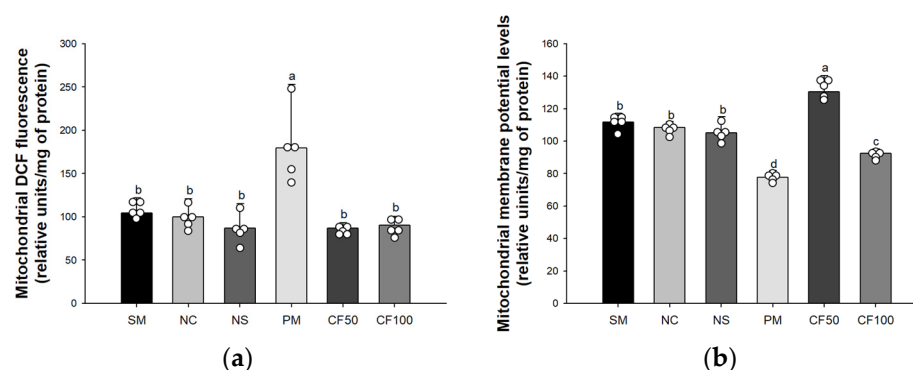 Mitochondrial DCF fluorescence
(relative units/mg of protein)
300
250
200
150
100
50
0
b
b
b
a
b
b
SM
NC
NS
PM
CF50
CF100
(a)
Mitochondrial membrane potential levels
(relative uinits/mg of protein)
160
140
120
100
80
60
40
20
0
b
b
b
d
a
c
SM
NC
NS
PM
CF50
CF100
(b)